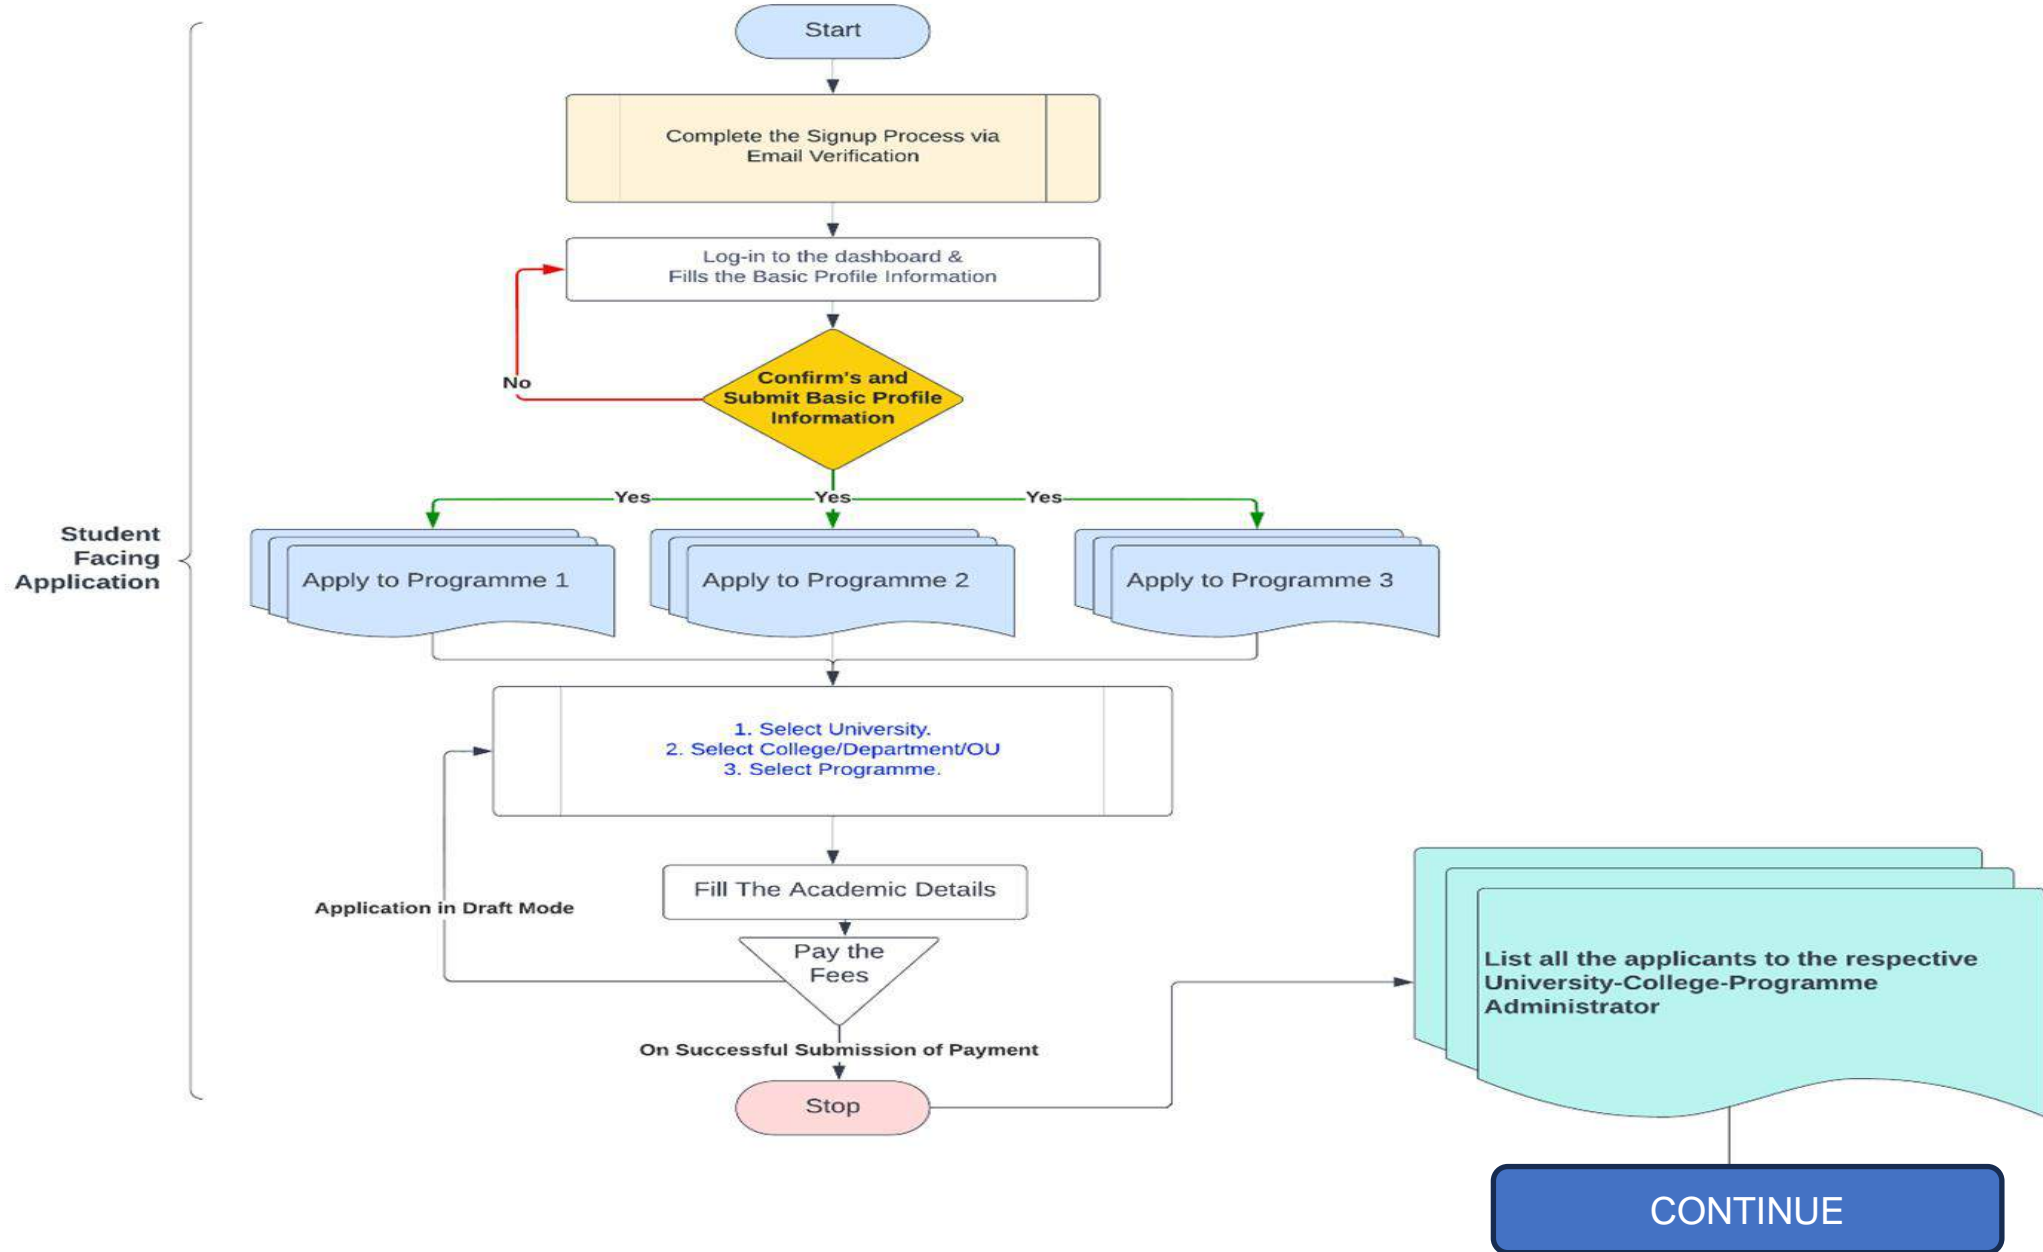 Start
Complete the Signup Process via
Email Verification
Log-in to the dashboard &
Fills the Basic Profile Information
Confirm's and
Submit Basic Profile
Information
No
Yes
Yes
Yes
Student
Facing
Application
Apply to Programme 1
Apply to Programme 2
Apply to Programme 3
1. Select University.
2. Select College/Department/OU
3. Select Programme.
Fill The Academic Details
Application in Draft Mode
Pay the
Fees
List all the applicants to the respective
University-College-Programme
Administrator
On Successful Submission of Payment
Stop
CONTINUE